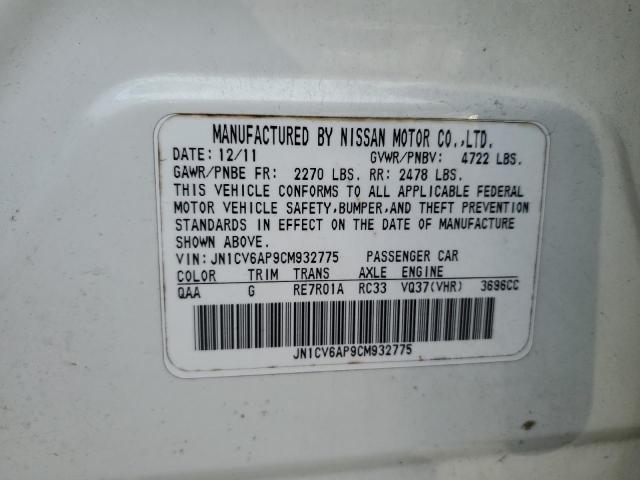 MANUFACTURED BY NISSAN MOTOR CO.,LTD.
DATE: 12/11 GVWR/PNBV: 4722 LBS.
GAWR/PNBE FR: 2270 LBS. RR: 2478 LBS.
THIS VEHICLE CONFORMS TO ALL APPLICABLE FEDERAL
MOTOR VEHICLE SAFETY,BUMPER,AND THEFT PREVENTION
STANDARDS IN EFFECT ON THE DATE OF MANUFACTURE
SHOWN ABOVE.
VIN: JN1CV6AP9CM932775 PASSENGER CAR
COLOR TRIM TRANS AXLE ENGINE
QAA G RE7R01A RC33 VQ37(VHR) 3696CC
JN1CV6AP9CM932775